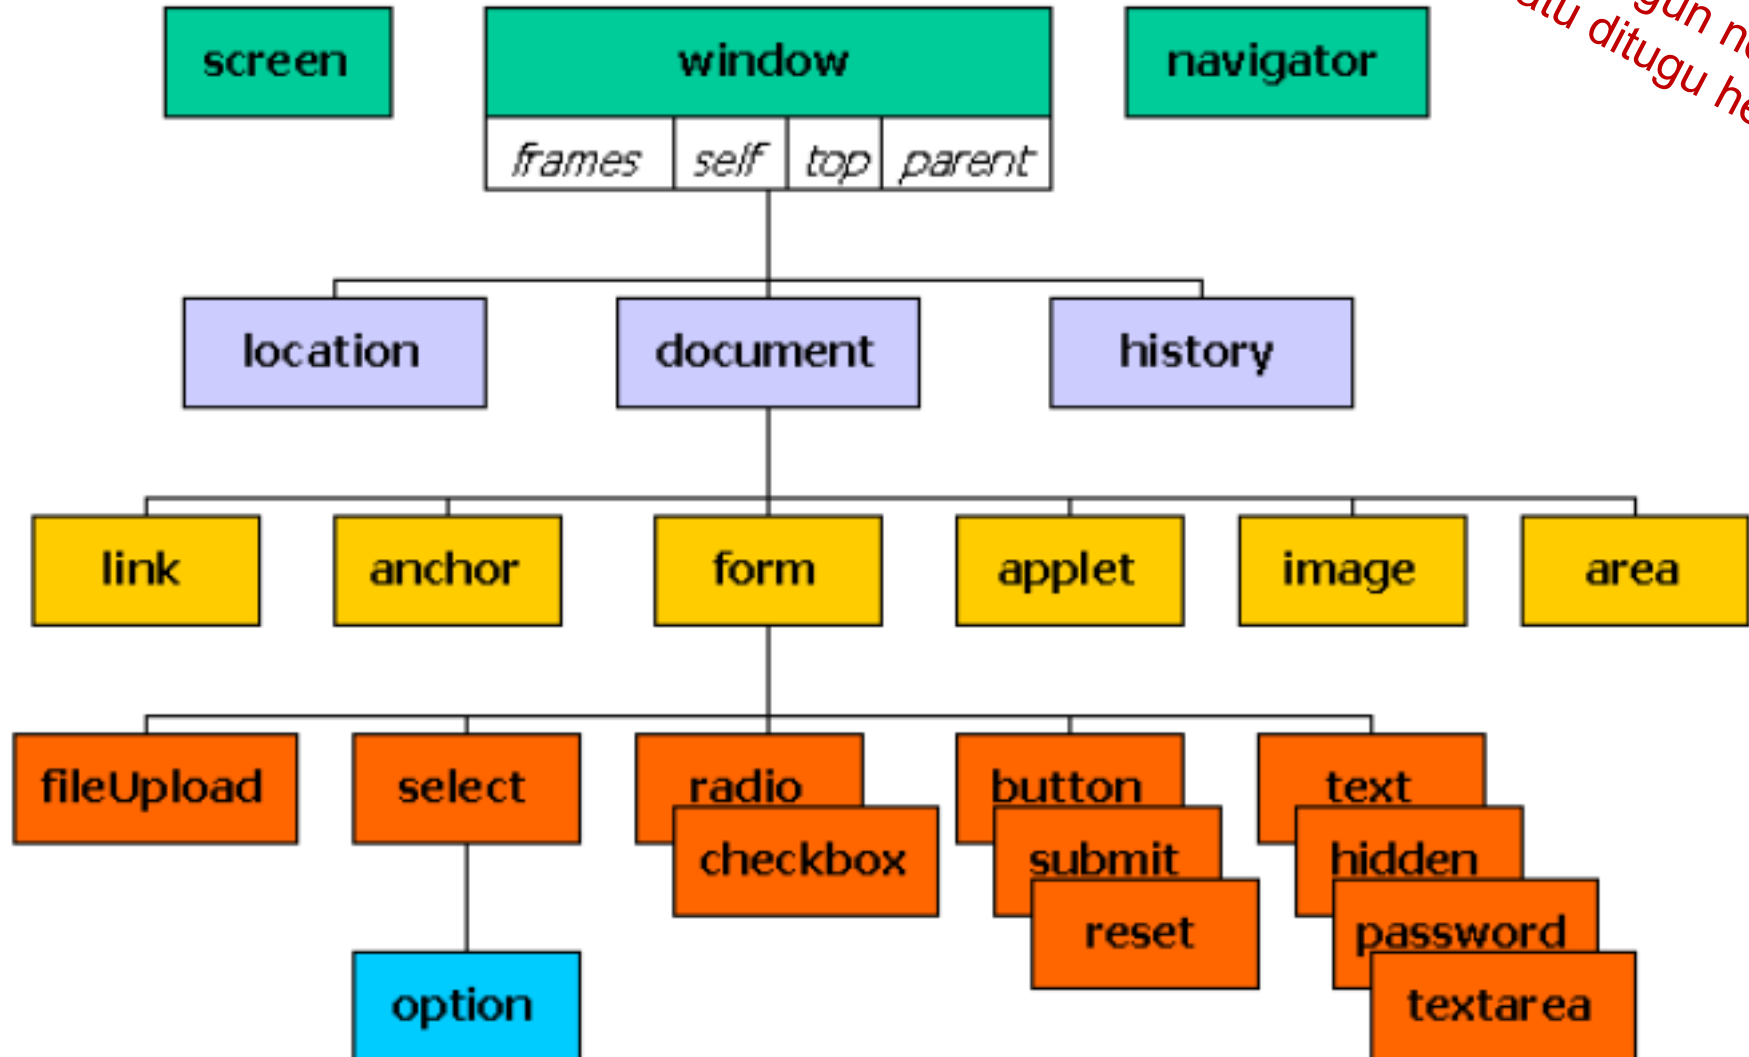 screen
window
navigator
frames
self
top
parent
location
document
history
link
anchor
form
applet
image
area
fileUpload
select
radio
button
text
checkbox
submit
hidden
reset
password
option
textarea
ditugu